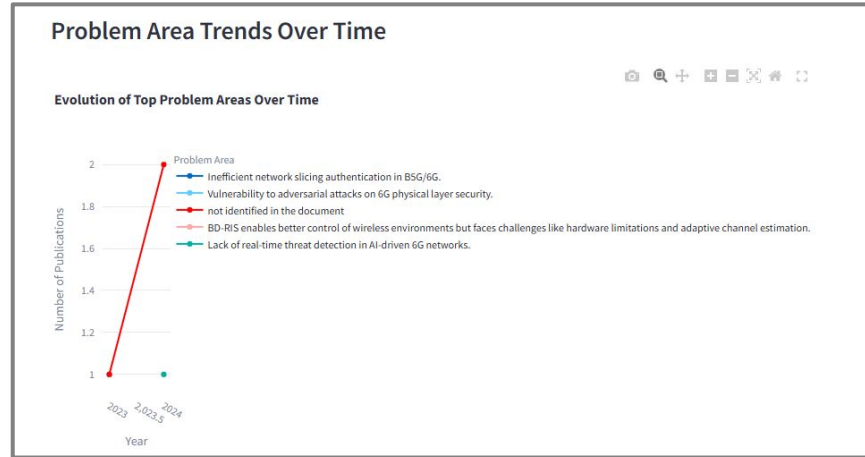 Problem Area Trends Over Time
Evolution of Top Problem Areas Over Time
Problem Area
Inefficient network slicing authentication in B5G/6G.
Vulnerability to adversarial attacks on 6G physical layer security.
not identified in the document
BD-RIS enables better control of wireless environments but faces challenges like hardware limitations and adaptive channel estimation.
Lack of real-time threat detection in AI-driven 6G networks.
Number of Publications
2
1.8
1.6
1.4
1.2
1
2023
2,023.5
2024
Year